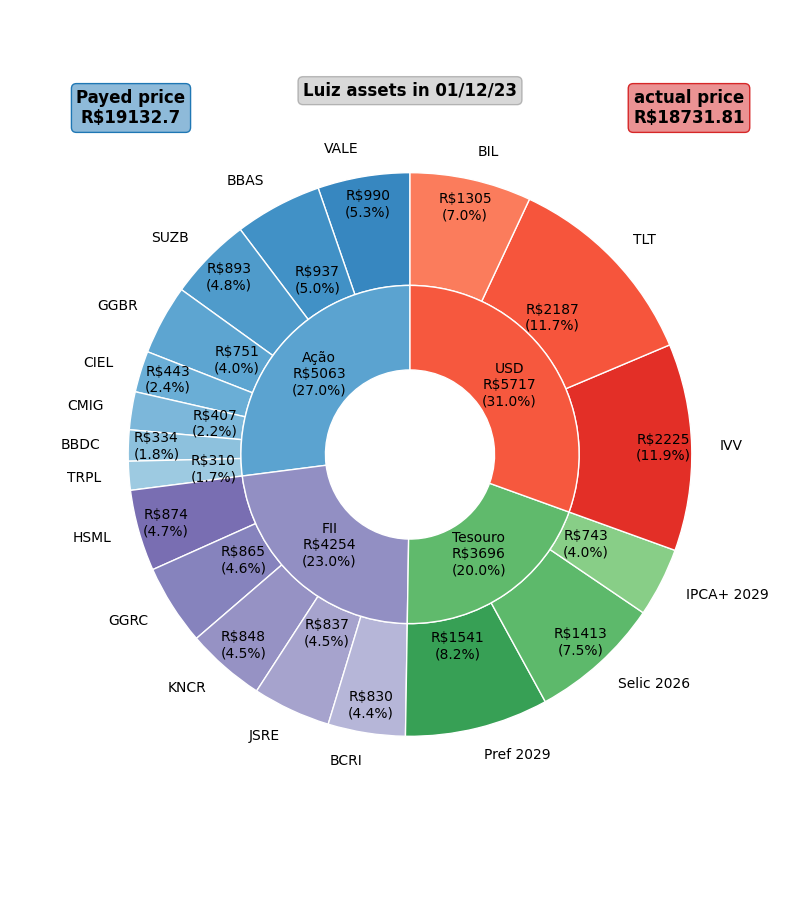 Payed price
R$19132.7
Luiz assets in 01/12/23
actual price
R$18731.81
VALE
BIL
BBAS
TLT
SUZB
GGBR
CIEL
CMIG
BBDC
TRPL
HSML
GGRC
KNCR
JSRE
BCRI
Pref 2029
Selic 2026
IPCA+ 2029
IVV
R$990
(5.3%)
R$1305
(7.0%)
R$937
(5.0%)
R$893
(4.8%)
R$2187
(11.7%)
R$751
(4.0%)
R$443
(2.4%)
R$407
(2.2%)
R$334
(1.8%)
R$310
(1.7%)
R$2225
(11.9%)
R$874
(4.7%)
R$865
(4.6%)
R$848
(4.5%)
R$837
(4.5%)
R$830
(4.4%)
R$1541
(8.2%)
R$1413
(7.5%)
R$743
(4.0%)
Ação
R$5063
(27.0%)
USD
R$5717
(31.0%)
FII
R$4254
(23.0%)
Tesouro
R$3696
(20.0%)